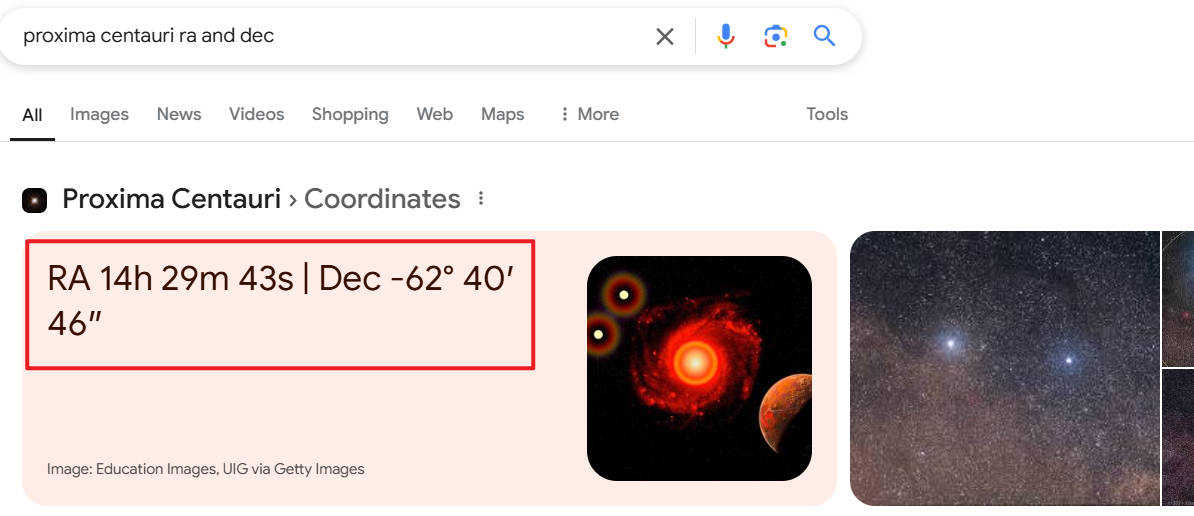 proxima centauri ra and dec
All Images News Videos Shopping Web Maps More Tools
Proxima Centauri › Coordinates
RA 14h 29m 43s | Dec -62° 40′
46″
Image: Education Images, UIG via Getty Images